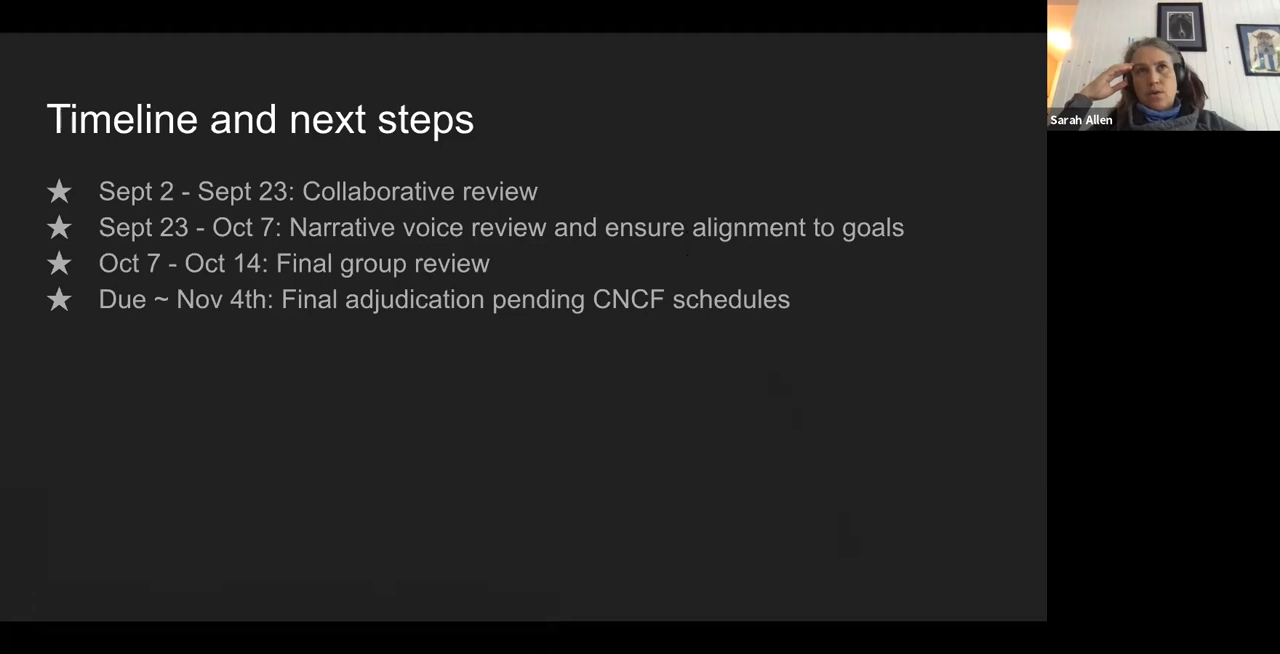 Timeline and next steps
★ Sept 2 - Sept 23: Collaborative review
★ Sept 23 - Oct 7: Narrative voice review and ensure alignment to goals
★ Oct 7 - Oct 14: Final group review
★ Due ~ Nov 4th: Final adjudication pending CNCF schedules
Sarah Allen